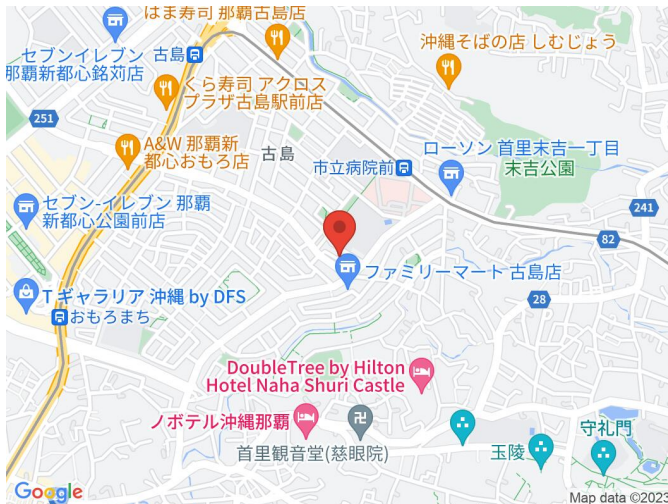 はま寿司 那覇古島店
セブンイレブン
那覇新都心銘苅店
古島
沖縄そばの店 しむじょう
くら寿司 アクロス
プラザ古島駅前店
251
A&W 那覇新
都心おもろ店
古島
市立病院前
ローソン 首里末吉一丁目
末吉公園
セブン-イレブン 那覇
新都心公園前店
241
82
ファミリーマート 古島店
T ギャラリア 沖縄 by DFS
28
おもろまち
DoubleTree by Hilton
Hotel Naha Shuri Castle
ノボテル沖縄那覇
卍
首里観音堂(慈眼院)
玉陵
守礼門
Google
Map data ©202